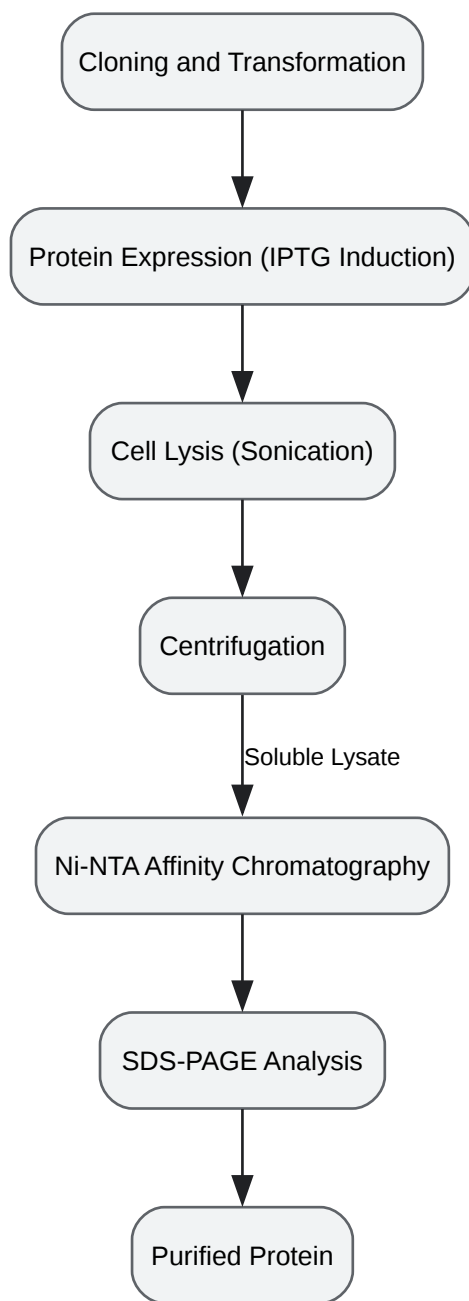 Cloning and Transformation
Protein Expression (IPTG Induction)
Cell Lysis (Sonication)
Centrifugation
Soluble Lysate
Ni-NTA Affinity Chromatography
SDS-PAGE Analysis
Purified Protein